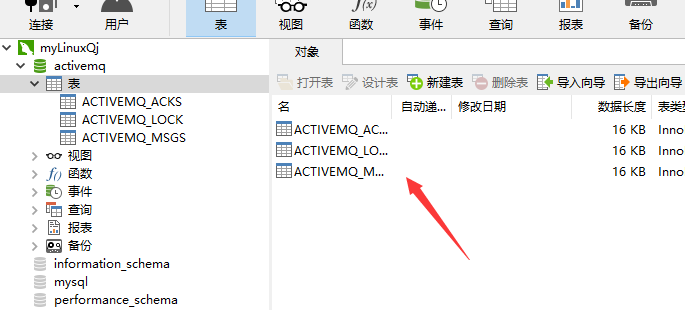 连接 用户 表 视图 函数 事件 查询 报表 备份
myLinuxQj
activemq
表
ACTIVEMQ_ACKS
ACTIVEMQ_LOCK
ACTIVEMQ_MSGS
视图
函数
事件
查询
报表
备份
information_schema
mysql
performance_schema
对象
打开表 设计表 新建表 删除表 导入向导 导出向导
名 自动递... 修改日期 数据长度 表类
ACTIVEMQ_AC... 16 KB Inno
ACTIVEMQ_LO... 16 KB Inno
ACTIVEMQ_M... 16 KB Inno